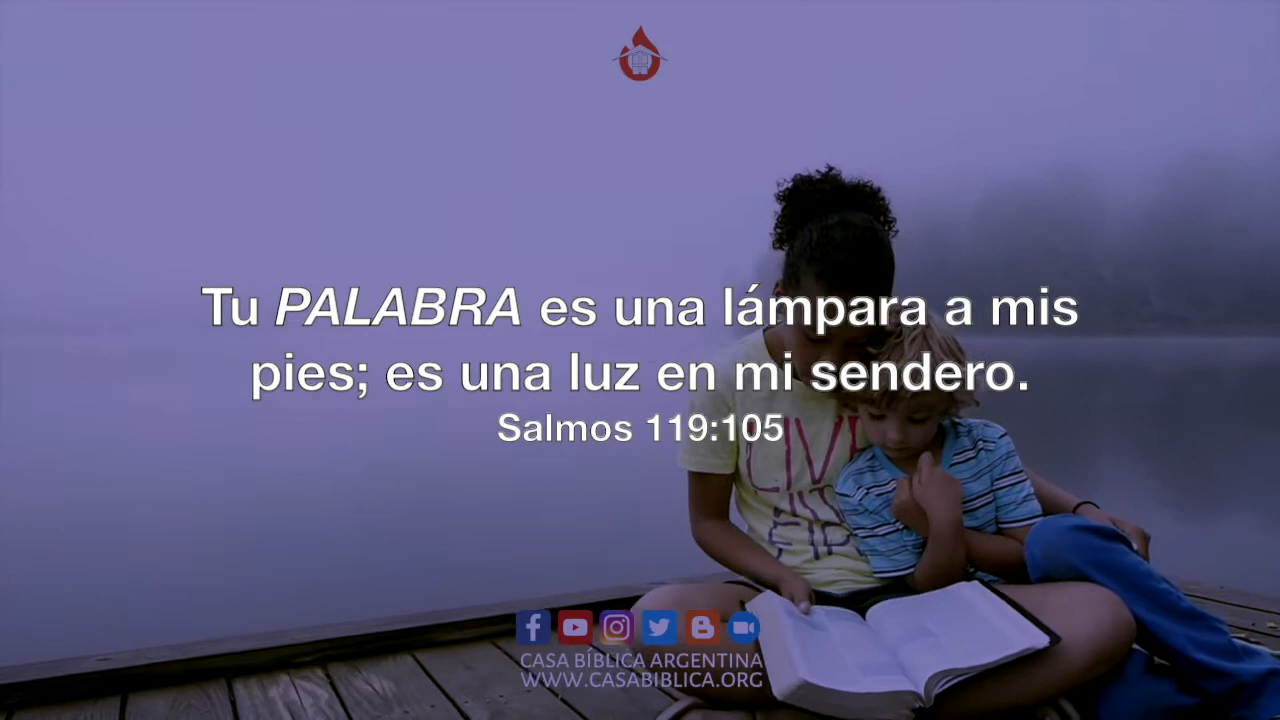 Tu PALABRA es una lámpara a mis
pies; es una luz en mi sendero.
Salmos 119:105
LIVE
CASA BÍBLICA ARGENTINA
WWW.CASABIBLICA.ORG